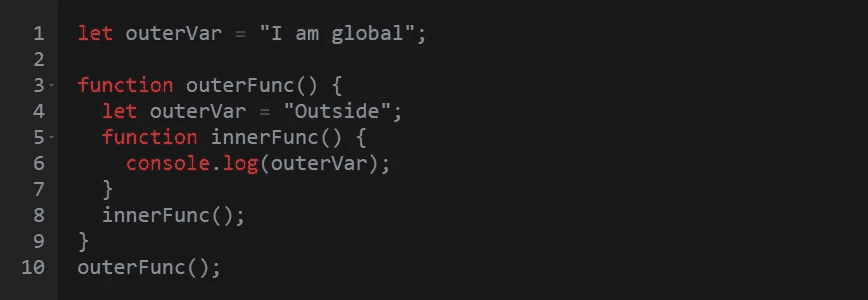 1 let outerVar = "I am global";
2
3 function outerFunc() {
4   let outerVar = "Outside";
5   function innerFunc() {
6     console.log(outerVar);
7   }
8   innerFunc();
9 }
10 outerFunc();